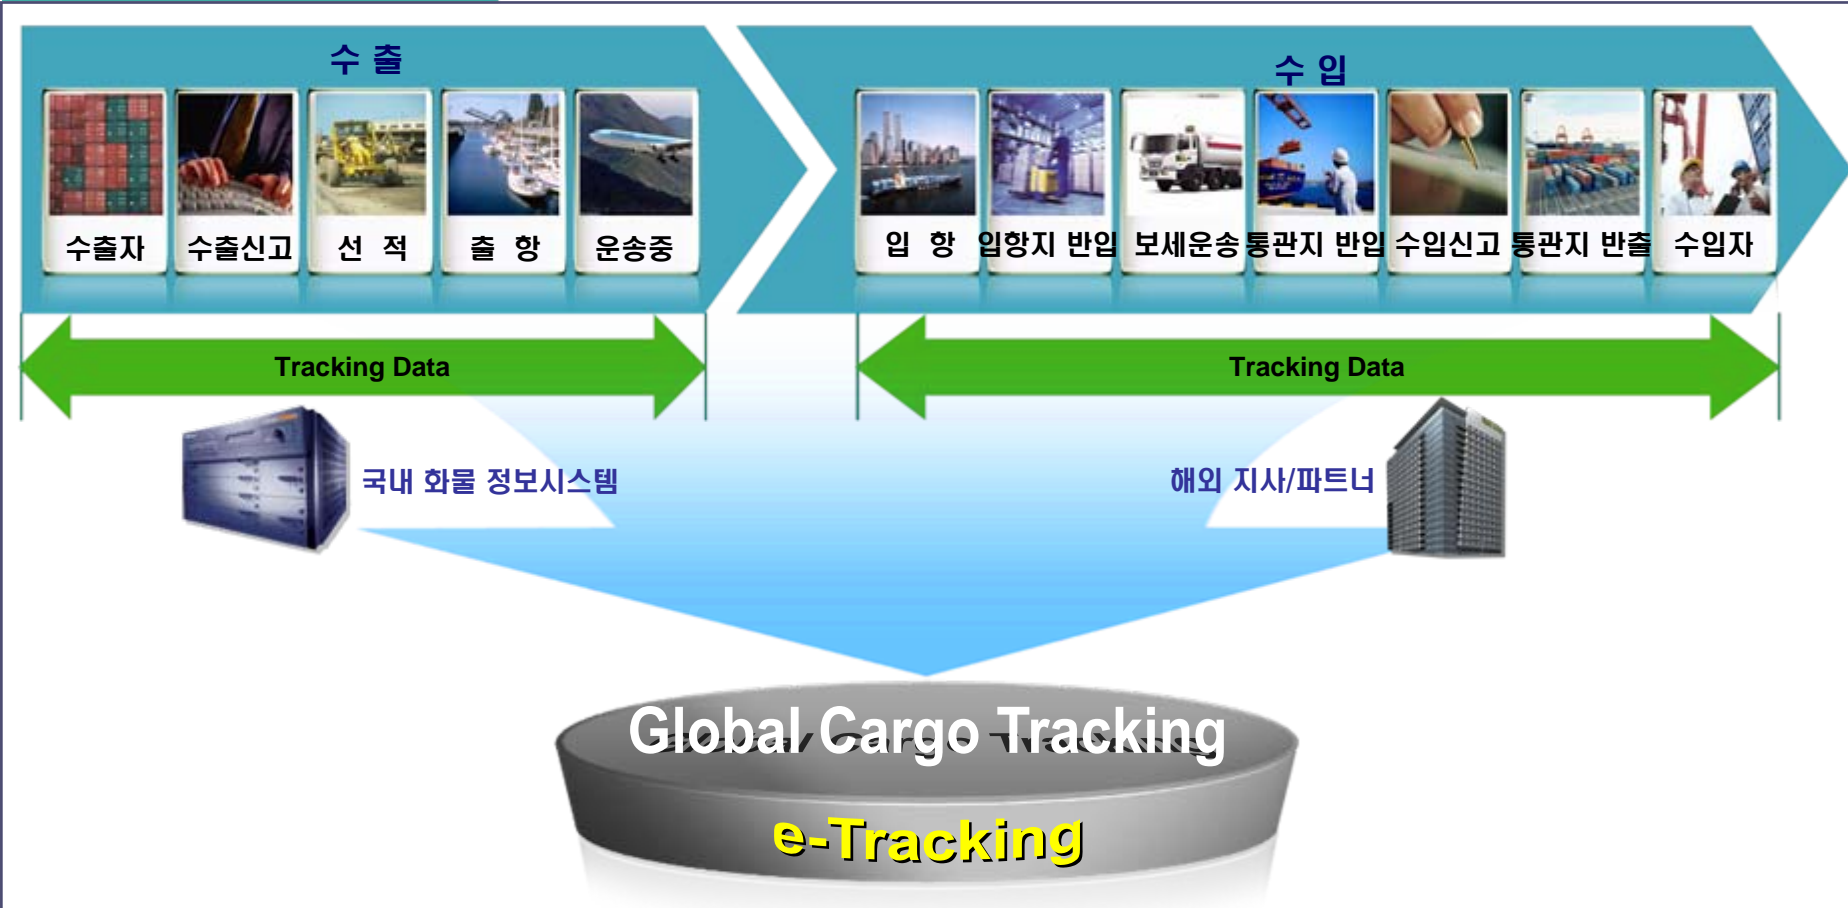 수 출
수 입
수출자
수출신고
선 적
출 항
운송중
입 항
입항지 반입
보세운송
통관지 반입
수입신고
통관지 반출
수입자
Tracking Data
Tracking Data
국내 화물 정보시스템
해외 지사/파트너
Global Cargo Tracking
e-Tracking